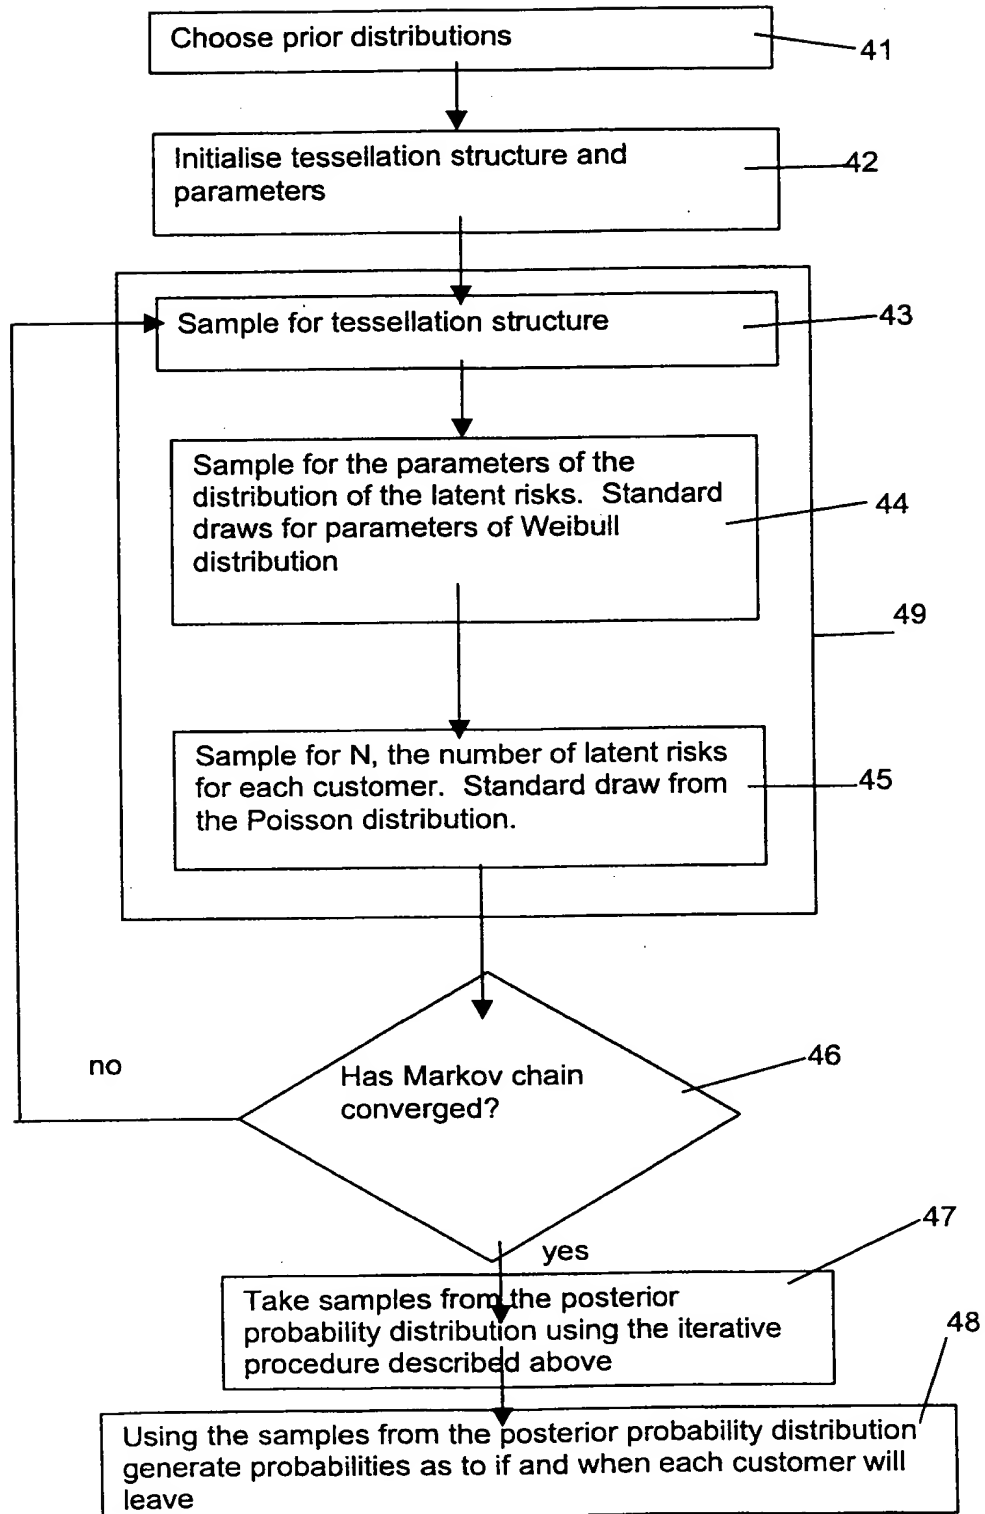 Choose prior distributions
41
Initialise tessellation structure and
parameters
42
Sample for tessellation structure
43
Sample for the parameters of the
distribution of the latent risks. Standard
draws for parameters of Weibull
distribution
44
49
Sample for N, the number of latent risks
for each customer. Standard draw from
the Poisson distribution.
45
Has Markov chain
converged?
46
no
yes
47
Take samples from the posterior
probability distribution using the iterative
procedure described above
48
Using the samples from the posterior probability distribution
generate probabilities as to if and when each customer will
leave